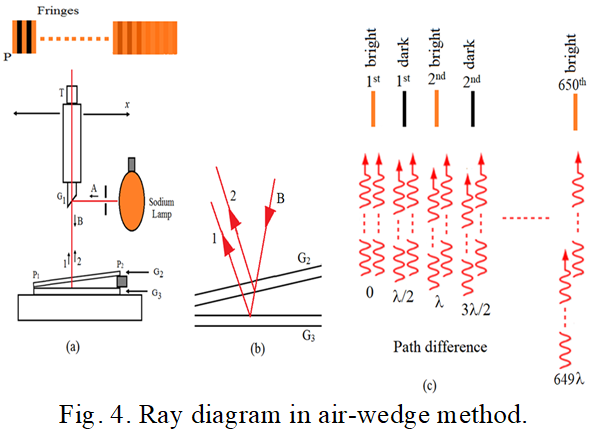 Fringes
P
T
x
G1
A
B
Sodium
Lamp
1
2
P1
P2
G2
G3
(a)
2
B
1
G2
G3
(b)
bright
dark
bright
dark
bright
1st
1st
2nd
2nd
650th
0
λ/2
λ
3λ/2
649λ
Path difference
(c)
Fig. 4. Ray diagram in air-wedge method.